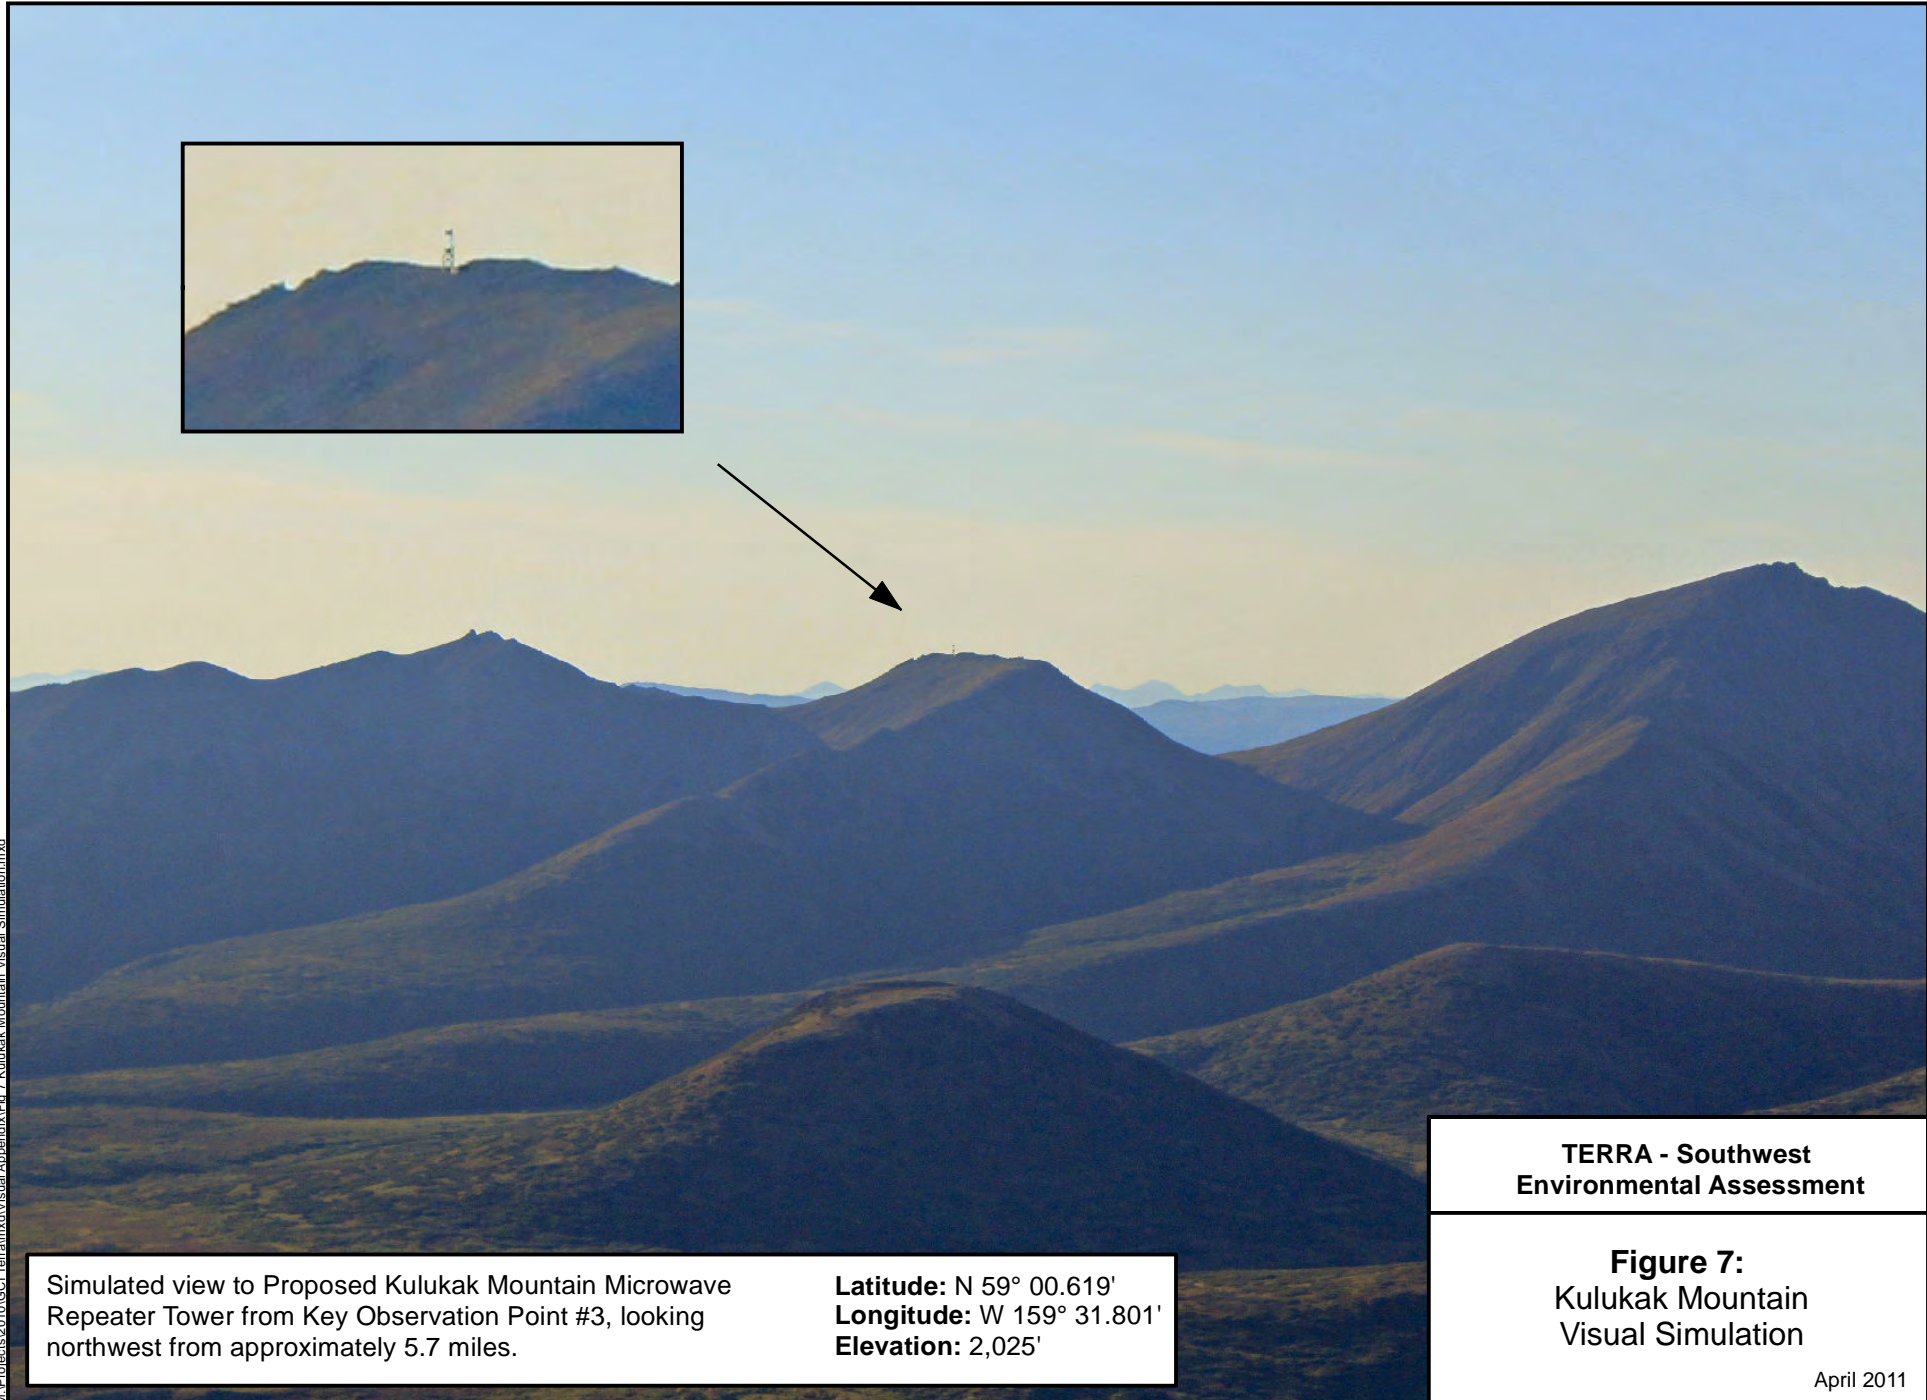 Simulated view to Proposed Kulukak Mountain Microwave
Repeater Tower from Key Observation Point #3, looking
northwest from approximately 5.7 miles.
Latitude: N 59° 00.619'
Longitude: W 159° 31.801'
Elevation: 2,025'
TERRA - Southwest
Environmental Assessment
Figure 7:
Kulukak Mountain
Visual Simulation
April 2011